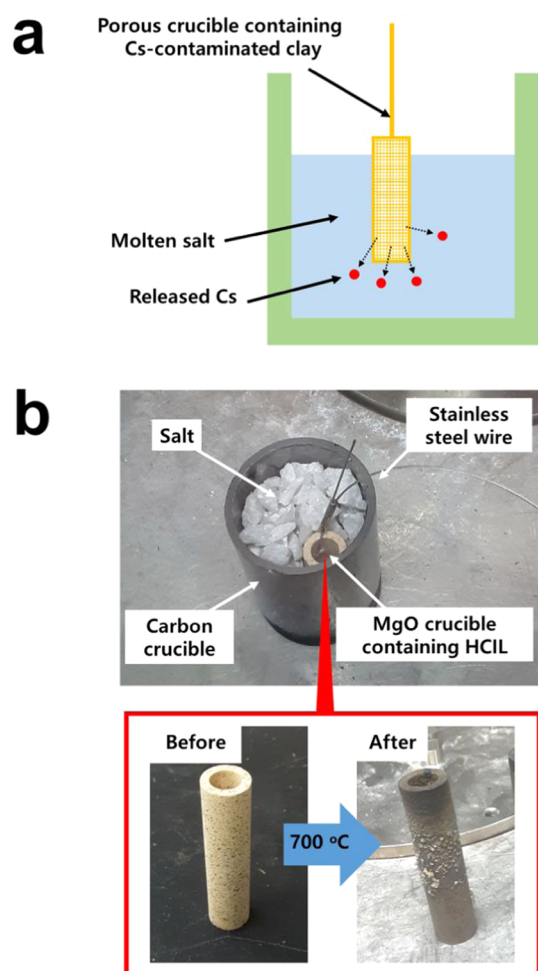 a
Porous crucible containing
Cs-contaminated clay
Molten salt
Released Cs
b
Salt
Stainless
steel wire
Carbon
crucible
MgO crucible
containing HCIL
Before
After
700 °C